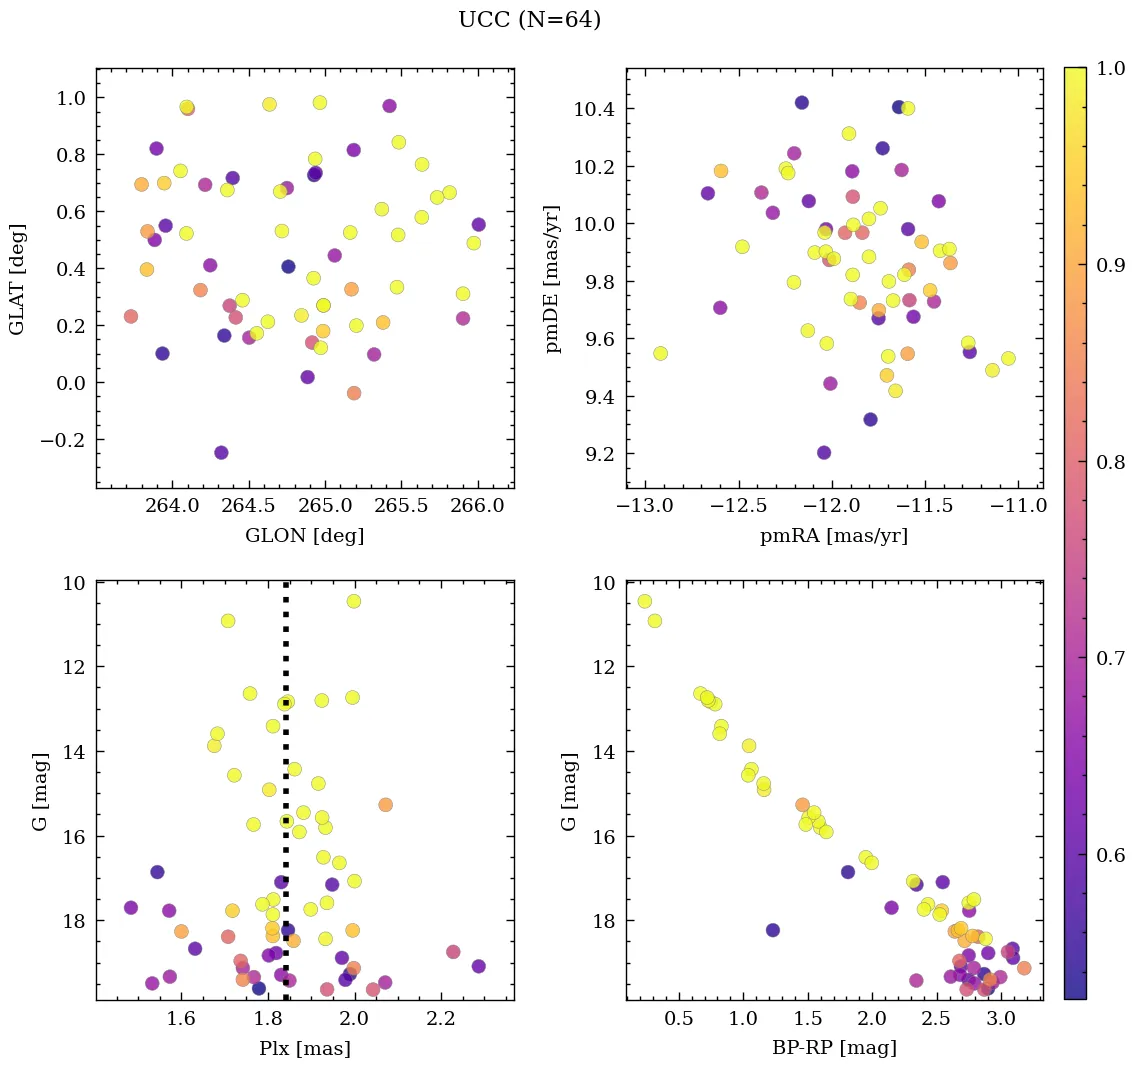 UCC (N=64)
1.0
0.8
0.6
0.4
0.2
0.0
−0.2
GLAT [deg]
264.0 264.5 265.0 265.5 266.0
GLON [deg]
10.4
10.2
10.0
9.8
9.6
9.4
9.2
pmDE [mas/yr]
−13.0 −12.5 −12.0 −11.5 −11.0
pmRA [mas/yr]
1.0
0.9
0.8
0.7
0.6
10
12
14
16
18
G [mag]
1.6 1.8 2.0 2.2
Plx [mas]
10
12
14
16
18
G [mag]
0.5 1.0 1.5 2.0 2.5 3.0
BP-RP [mag]